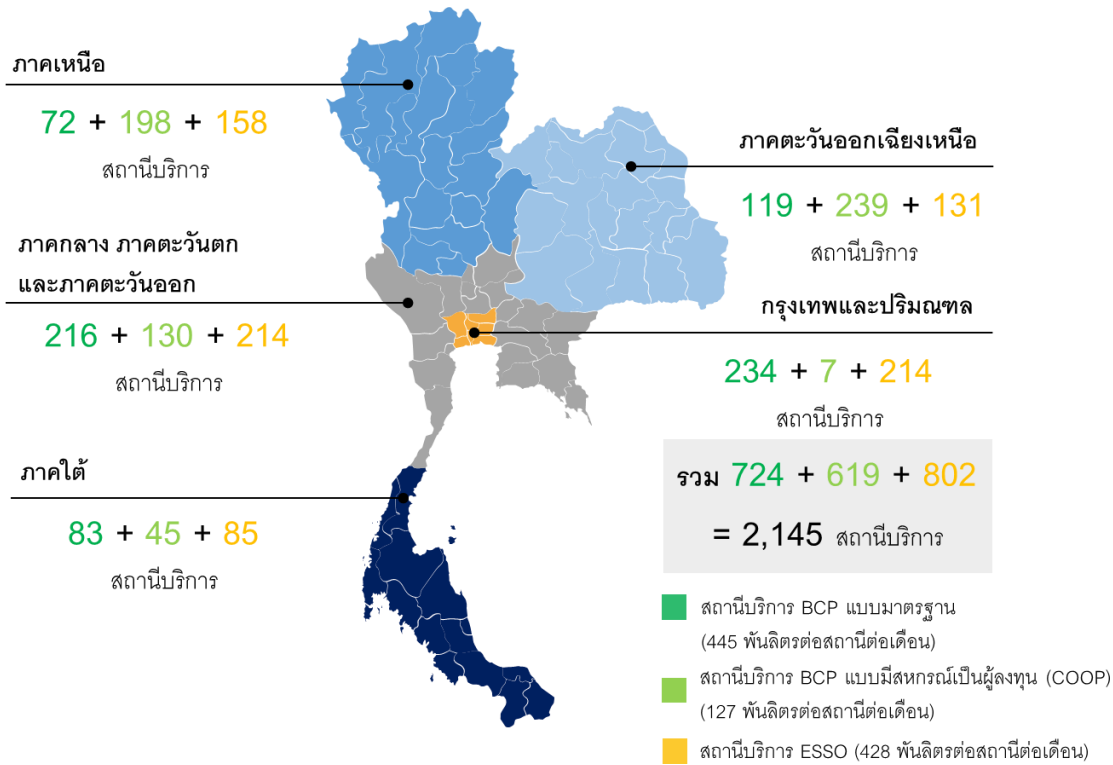 ภาคเหนือ
72 + 198 + 158
สถานีบริการ
ภาคตะวันออกเฉียงเหนือ
119 + 239 + 131
สถานีบริการ
ภาคกลาง ภาคตะวันตก
และภาคตะวันออก
216 + 130 + 214
สถานีบริการ
กรุงเทพและปริมณฑล
234 + 7 + 214
สถานีบริการ
ภาคใต้
83 + 45 + 85
สถานีบริการ
รวม 724 + 619 + 802
= 2,145 สถานีบริการ
สถานีบริการ BCP แบบมาตรฐาน
(445 พันลิตรต่อสถานีต่อเดือน)
สถานีบริการ BCP แบบมีสหกรณ์เป็นผู้ลงทุน (COOP)
(127 พันลิตรต่อสถานีต่อเดือน)
สถานีบริการ ESSO (428 พันลิตรต่อสถานีต่อเดือน)